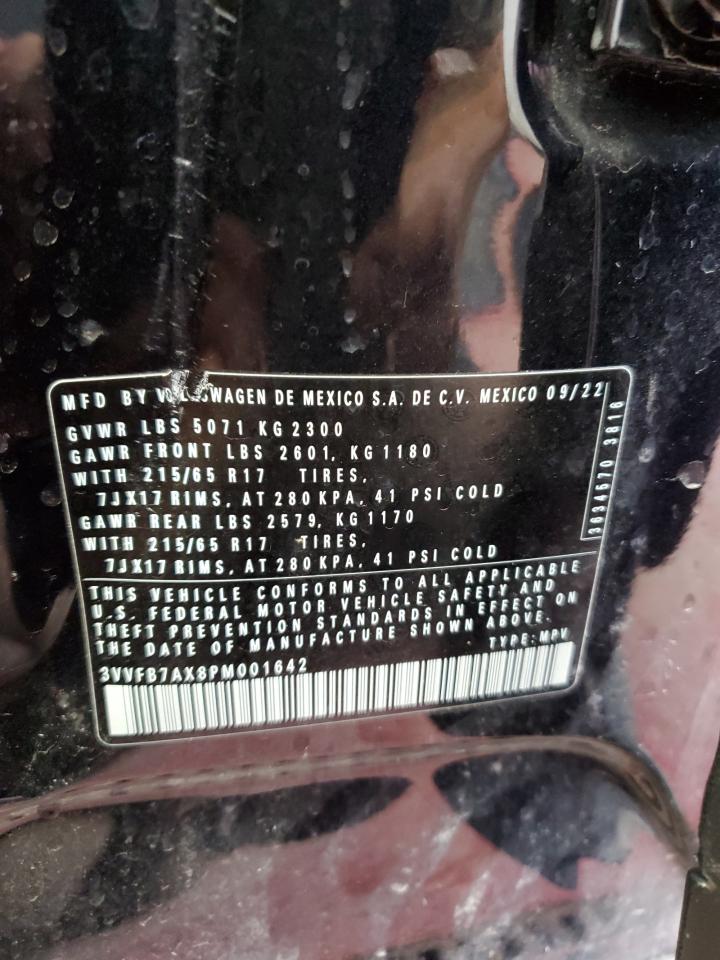 MFD BY VOLKSWAGEN DE MEXICO S.A. DE C.V. MEXICO 09/22
GVWR LBS 5071 KG 2300
GAWR FRONT LBS 2601, KG 1180
WITH 215/65 R17 TIRES,
7JX17 RIMS, AT 280 KPA, 41 PSI COLD
GAWR REAR LBS 2579, KG 1170
WITH 215/65 R17 TIRES,
7JX17 RIMS, AT 280 KPA, 41 PSI COLD
3634570 3816
THIS VEHICLE CONFORMS TO ALL APPLICABLE
U.S. FEDERAL MOTOR VEHICLE SAFETY AND
THEFT PREVENTION STANDARDS IN EFFECT ON
THE DATE OF MANUFACTURE SHOWN ABOVE.
TYPE: MPV
3VVFB7AX8PM001642